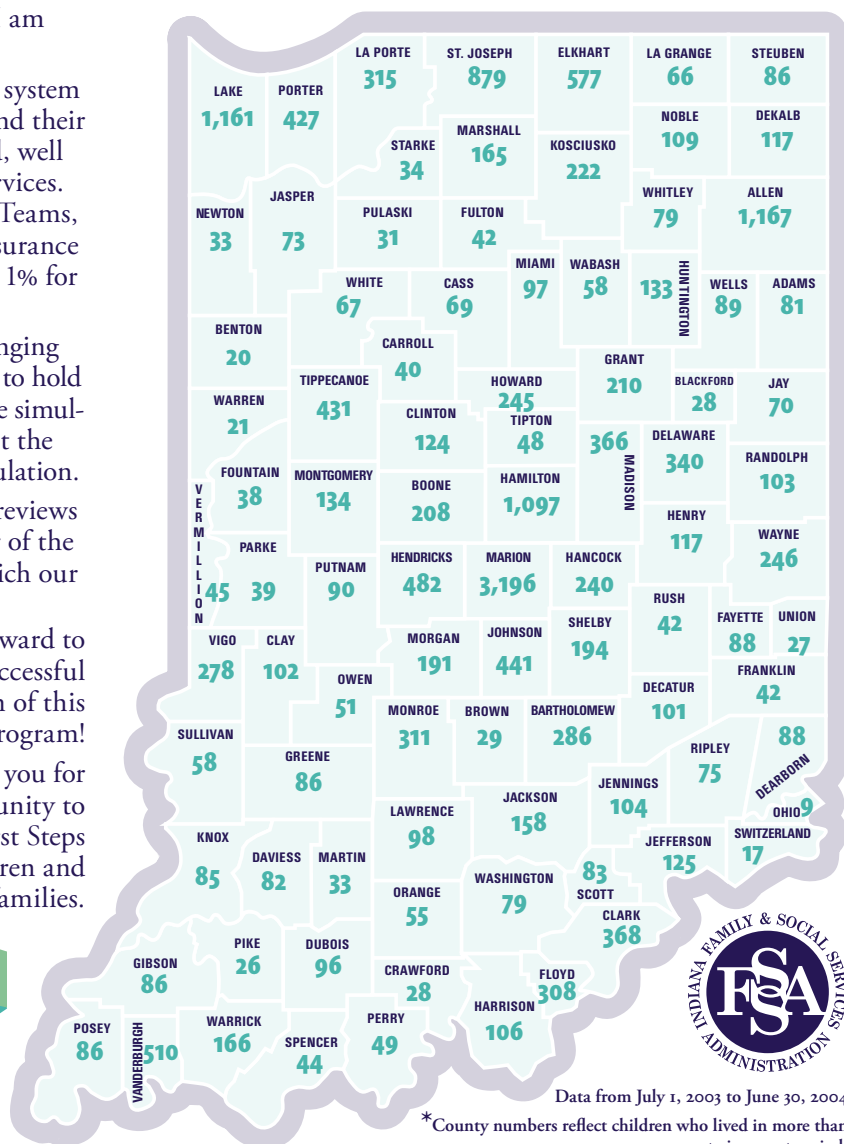 am
system
nd their
, well
rvices.
Teams,
surance
1% for
nging
to hold
e simul-
t the
ulation.
reviews
of the
ich our
ward to
ccessful
n of this
program!
you for
unity to
st Steps
ren and
families.
LA PORTE
315
ST. JOSEPH
879
ELKHART
577
LA GRANGE
66
STEUBEN
86
LAKE
1,161
PORTER
427
NOBLE
109
DEKALB
117
STARKE
34
MARSHALL
165
KOSCIUSKO
222
WHITLEY
79
ALLEN
1,167
NEWTON
33
JASPER
73
PULASKI
31
FULTON
42
MIAMI
97
WABASH
58
133
HUNTINGTON
WELLS
89
ADAMS
81
WHITE
67
CASS
69
BENTON
20
CARROLL
40
GRANT
210
TIPPECANOE
431
HOWARD
245
BLACKFORD
28
JAY
70
WARREN
21
CLINTON
124
TIPTON
48
366
MADISON
DELAWARE
340
RANDOLPH
103
FOUNTAIN
38
MONTGOMERY
134
BOONE
208
HAMILTON
1,097
HENRY
117
WAYNE
246
VERMILLION
45
PARKE
39
PUTNAM
90
HENDRICKS
482
MARION
3,196
HANCOCK
240
RUSH
42
FAYETTE
88
UNION
27
VIGO
278
CLAY
102
OWEN
51
MORGAN
191
JOHNSON
441
SHELBY
194
FRANKLIN
42
DECATUR
101
SULLIVAN
58
GREENE
86
MONROE
311
BROWN
29
BARTHOLOMEW
286
RIPLEY
75
88
DEARBORN
JENNINGS
104
OHIO 9
LAWRENCE
98
JACKSON
158
JEFFERSON
125
SWITZERLAND
17
KNOX
85
DAVIESS
82
MARTIN
33
ORANGE
55
WASHINGTON
79
83
SCOTT
CLARK
368
GIBSON
86
PIKE
26
DUBOIS
96
CRAWFORD
28
FLOYD
308
HARRISON
106
POSEY
86
VANDERBURGH
510
WARRICK
166
SPENCER
44
PERRY
49
INDIANA FAMILY & SOCIAL SERVICES ADMINISTRATION
FSSA
Data from July 1, 2003 to June 30, 2004
*County numbers reflect children who lived in more than